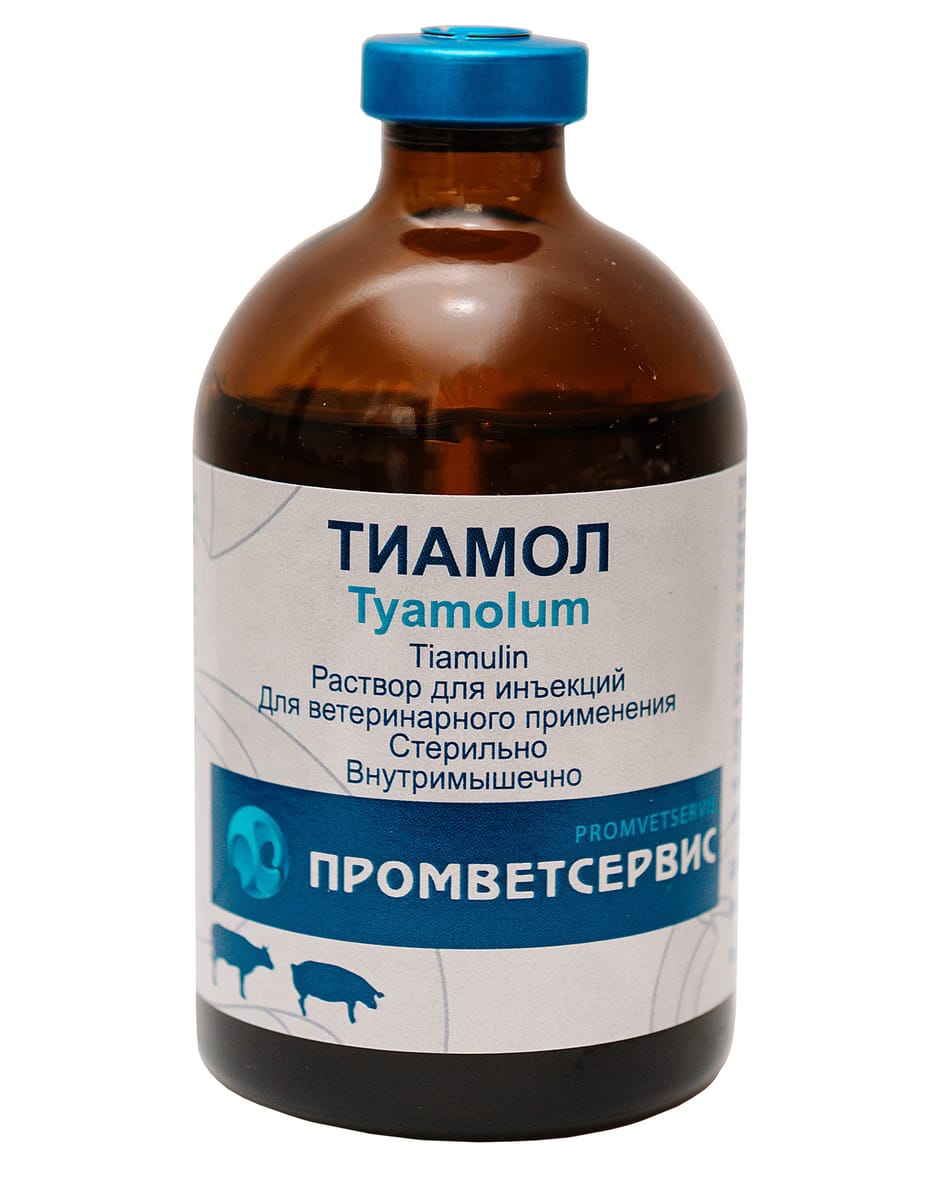 ТИАМОЛ
Tyamolum
Tiamulin
Раствор для инъекций
Для ветеринарного применения
Стерильно
Внутримышечно
PROMVETSERVIS
ПРОМВЕТСЕРВИС